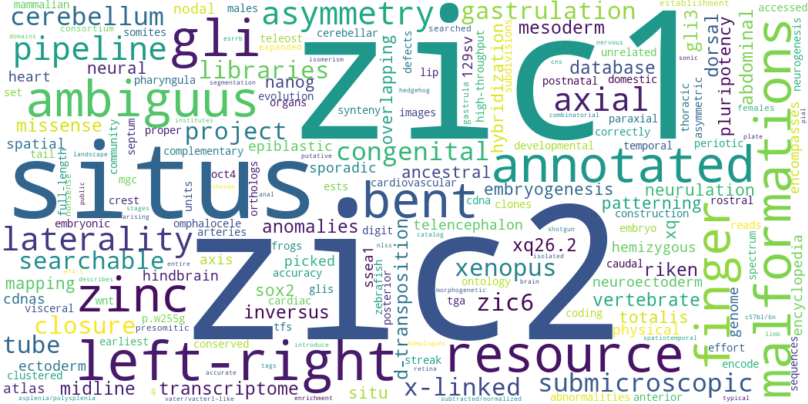 mammalian
nodal
males
asymmetry
gastrulation
establishment
accessed
cerebellum
consortium
somites
teleost
cerebellar
searched
mesoderm
gli3
dorsal
abdominal
neurogenesis
domains
esrrb
expanded
isomerism
defects
unrelated
nervous
sonic
pipeline
gli
zic1
cns
neural
libraries
overlapping
129sv
high-throughput
hybridization
subdivisions
database
heart
pharyngula
nanog
lip
postnatal
domestic
pluripotency
thoracic
asymmetric
set
evolution
segmentation
hedgehog
gastrula
axial
females
ambiguus
organs
synteny
images
combinatorial
paraxial
plate
pial
missense
community
septum
proper
project
developmental
temporal
periotic
correctly
encompasses
malformations
spatial
institutes
complementary
epiblastic
congenital
annotated
tail
landscape
putative
sporadic
ancestral
length
mgc
units
oct4
chosen
orthologs
ests
cardiovascular
embryogenesis
neurulation
situs.
bent
patterning
rostral
public
crest
anal
cdna
clones
construction
xq
finger
nonsense
stages
omphalocele
digit
telencephalon
embryo
reads
embryonic
arising
arteries
anomalies
nlss
catalog
shotgun
hemizygous
spectrum
encyclopedia
laterality
axis
frogs
isolated
xq26.2
caudal
riken
searchable
picked
ssea1
zebrafish
posterior
d-transposition
xenopus
brain
neuroectoderm
genome
mapping
hindbrain
entire
accuracy
sox2
glis
ontology
morphogenetic
describes
cdnas
zinc
wnt
cardiac
tga
zic6
coding
vertebrate
c57bl/6n
visceral
p.w255g
inversus
zic2
spatiotemporal
limb
closure
presomitic
tfs
conserved
homologues
totalis
physical
effort
tube
earliest
introduce
streak
resource
encode
ectoderm
left-right
retina
sequences
clustered
tags
atlas
midline
transcriptome
situ
x-linked
submicroscopic
accurate
abnormalities
anterior
asplenia/polysplenia
vater/vacterl-like
enrichment
subtracted/normalized
typical